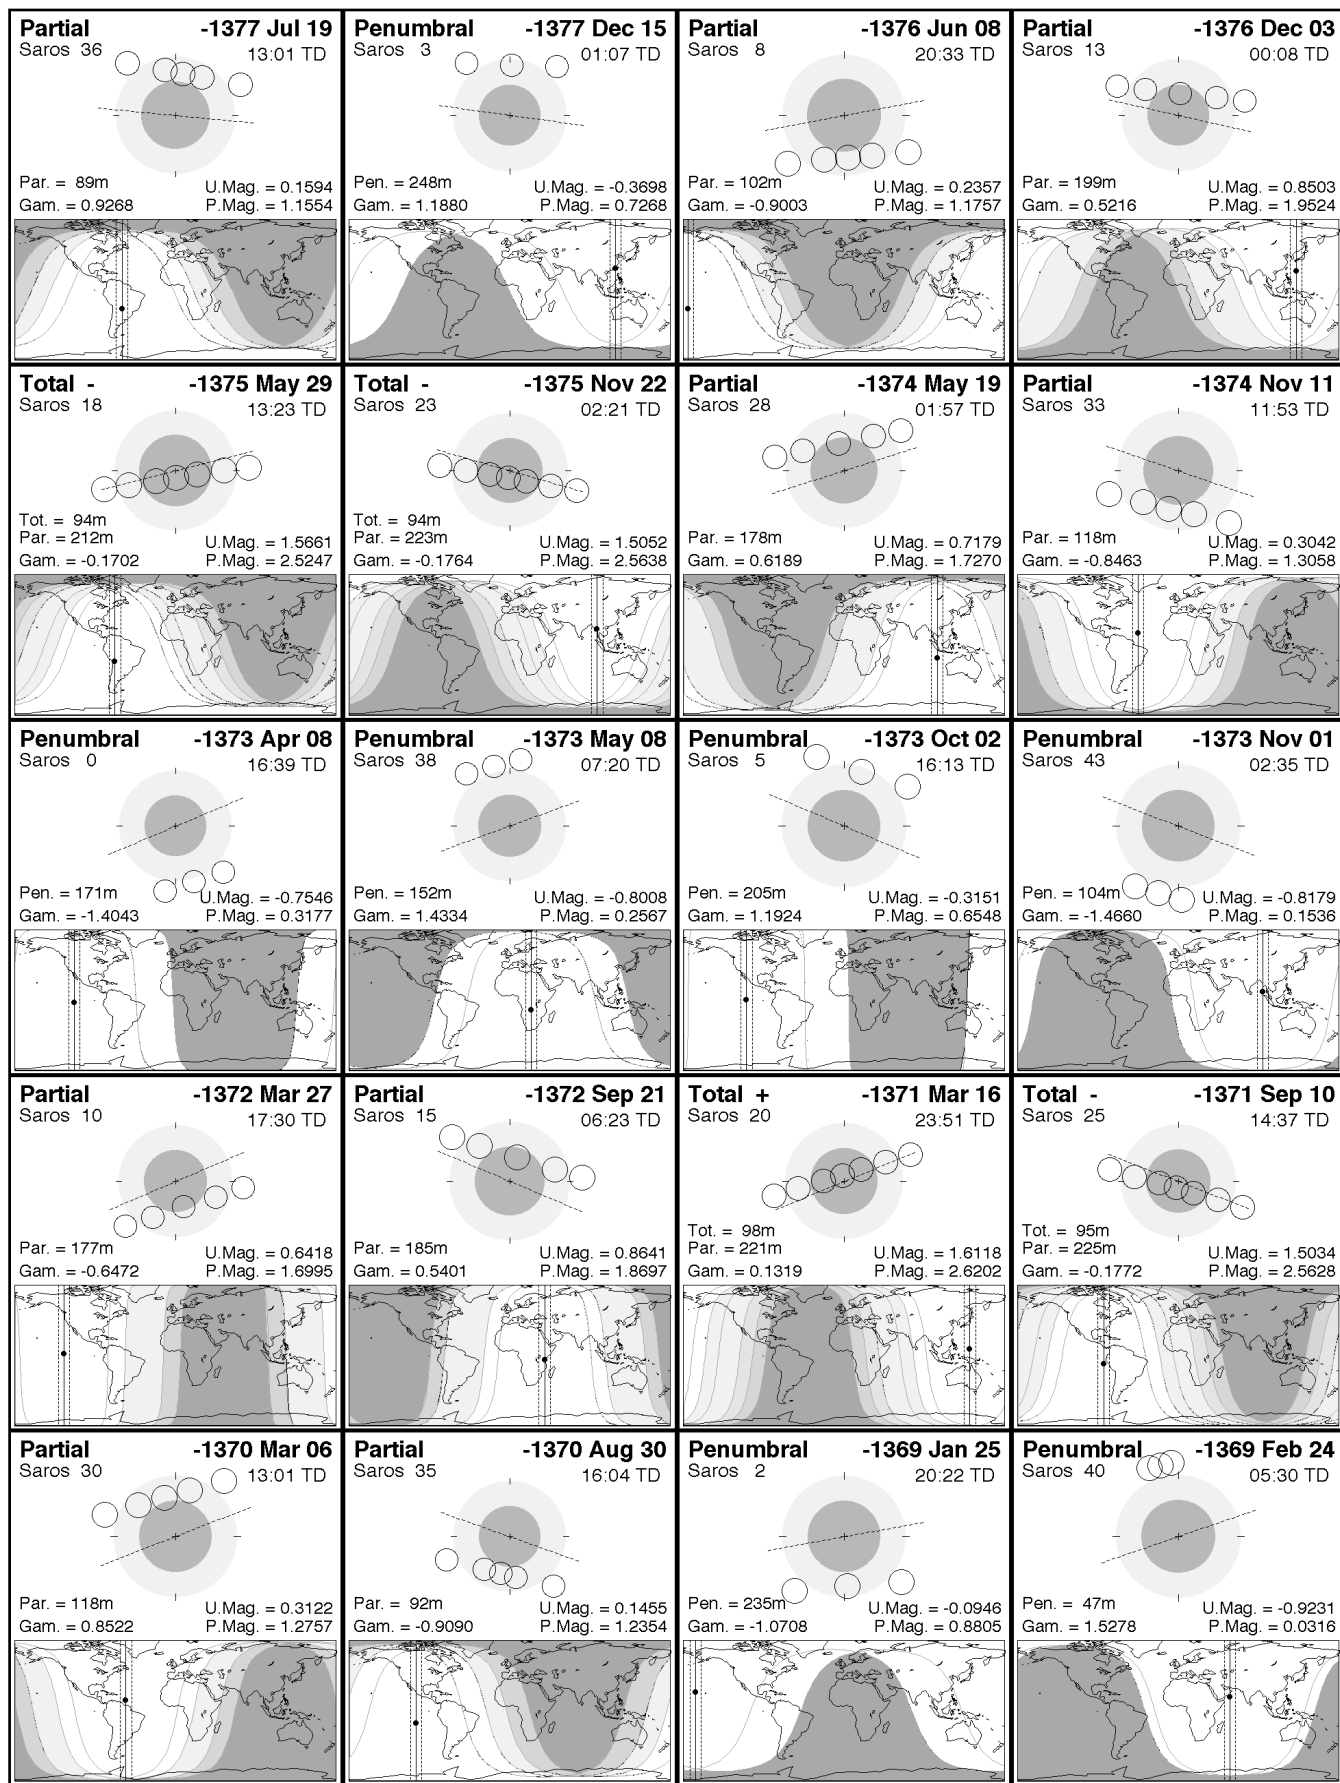 Partial -1377 Jul 19
Saros 36 13:01 TD
Par. = 89m U.Mag. = 0.1594
Gam. = 0.9268 P.Mag. = 1.1554
Penumbral -1377 Dec 15
Saros 3 01:07 TD
Pen. = 248m U.Mag. = -0.3698
Gam. = 1.1880 P.Mag. = 0.7268
Partial -1376 Jun 08
Saros 8 20:33 TD
Par. = 102m U.Mag. = 0.2357
Gam. = -0.9003 P.Mag. = 1.1757
Partial -1376 Dec 03
Saros 13 00:08 TD
Par. = 199m U.Mag. = 0.8503
Gam. = 0.5216 P.Mag. = 1.9524
Total - -1375 May 29
Saros 18 13:23 TD
Tot. = 94m
Par. = 212m U.Mag. = 1.5661
Gam. = -0.1702 P.Mag. = 2.5247
Total - -1375 Nov 22
Saros 23 02:21 TD
Tot. = 94m
Par. = 223m U.Mag. = 1.5052
Gam. = -0.1764 P.Mag. = 2.5638
Partial -1374 May 19
Saros 28 01:57 TD
Par. = 178m U.Mag. = 0.7179
Gam. = 0.6189 P.Mag. = 1.7270
Partial -1374 Nov 11
Saros 33 11:53 TD
Par. = 118m U.Mag. = 0.3042
Gam. = -0.8463 P.Mag. = 1.3058
Penumbral -1373 Apr 08
Saros 0 16:39 TD
Pen. = 171m U.Mag. = -0.7546
Gam. = -1.4043 P.Mag. = 0.3177
Penumbral -1373 May 08
Saros 38 07:20 TD
Pen. = 152m U.Mag. = -0.8008
Gam. = 1.4334 P.Mag. = 0.2567
Penumbral -1373 Oct 02
Saros 5 16:13 TD
Pen. = 205m U.Mag. = -0.3151
Gam. = 1.1924 P.Mag. = 0.6548
Penumbral -1373 Nov 01
Saros 43 02:35 TD
Pen. = 104m U.Mag. = -0.8179
Gam. = -1.4660 P.Mag. = 0.1536
Partial -1372 Mar 27
Saros 10 17:30 TD
Par. = 177m U.Mag. = 0.6418
Gam. = -0.6472 P.Mag. = 1.6995
Partial -1372 Sep 21
Saros 15 06:23 TD
Par. = 185m U.Mag. = 0.8641
Gam. = 0.5401 P.Mag. = 1.8697
Total + -1371 Mar 16
Saros 20 23:51 TD
Tot. = 98m
Par. = 221m U.Mag. = 1.6118
Gam. = 0.1319 P.Mag. = 2.6202
Total - -1371 Sep 10
Saros 25 14:37 TD
Tot. = 95m
Par. = 225m U.Mag. = 1.5034
Gam. = -0.1772 P.Mag. = 2.5628
Partial -1370 Mar 06
Saros 30 13:01 TD
Par. = 118m U.Mag. = 0.3122
Gam. = 0.8522 P.Mag. = 1.2757
Partial -1370 Aug 30
Saros 35 16:04 TD
Par. = 92m U.Mag. = 0.1455
Gam. = -0.9090 P.Mag. = 1.2354
Penumbral -1369 Jan 25
Saros 2 20:22 TD
Pen. = 235m U.Mag. = -0.0946
Gam. = -1.0708 P.Mag. = 0.8805
Penumbral -1369 Feb 24
Saros 40 05:30 TD
Pen. = 47m U.Mag. = -0.9231
Gam. = 1.5278 P.Mag. = 0.0316